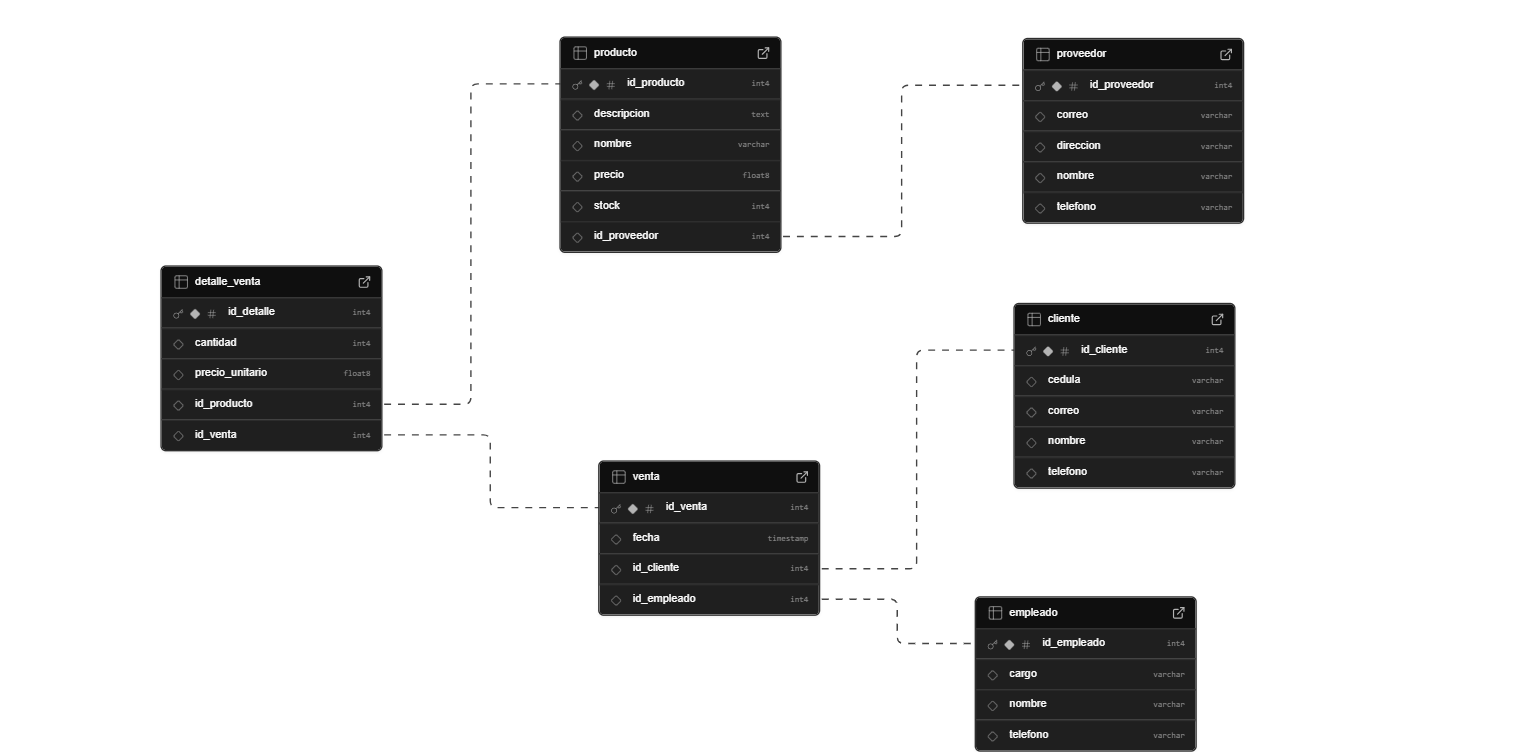 producto
id_producto int4
descripcion text
nombre varchar
precio float8
stock int4
id_proveedor int4
proveedor
id_proveedor int4
correo varchar
direccion varchar
nombre varchar
telefono varchar
detalle_venta
id_detalle int4
cantidad int4
precio_unitario float8
id_producto int4
id_venta int4
cliente
id_cliente int4
cedula varchar
correo varchar
nombre varchar
telefono varchar
venta
id_venta int4
fecha timestamp
id_cliente int4
id_empleado int4
empleado
id_empleado int4
cargo varchar
nombre varchar
telefono varchar